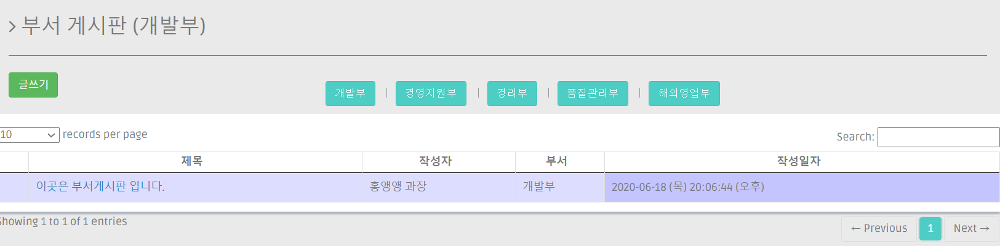 부서 게시판 (개발부)
글쓰기
개발부 | 경영지원부 | 경리부 | 품질관리부 | 해외영업부
10 records per page
Search:
제목 작성자 부서 작성일자
이곳은 부서게시판 입니다. 홍앵앵 과장 개발부 2020-06-18 (목) 20:06:44 (오후)
Showing 1 to 1 of 1 entries
← Previous 1 Next →